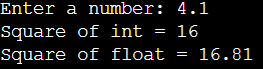 Enter a number: 4.1
Square of int = 16
Square of float = 16.81